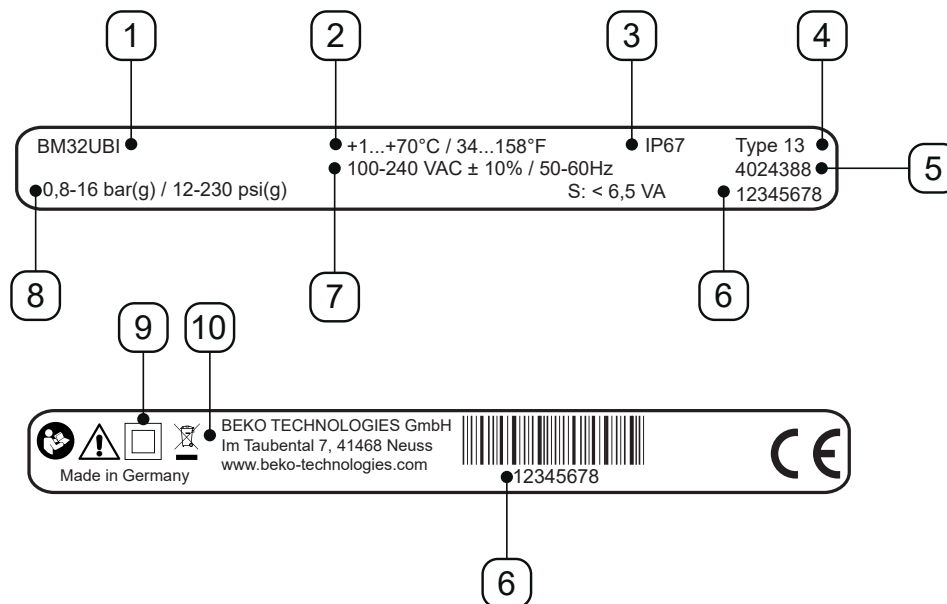 1 2 3 4
BM32UBI +1...+70°C / 34...158°F IP67 Type 13
100-240 VAC ± 10% / 50-60Hz 4024388
0,8-16 bar(g) / 12-230 psi(g) S: < 6,5 VA 12345678
5
8 7 6
9 10
BEKO TECHNOLOGIES GmbH
Im Taubental 7, 41468 Neuss
Made in Germany www.beko-technologies.com
12345678
CE
6